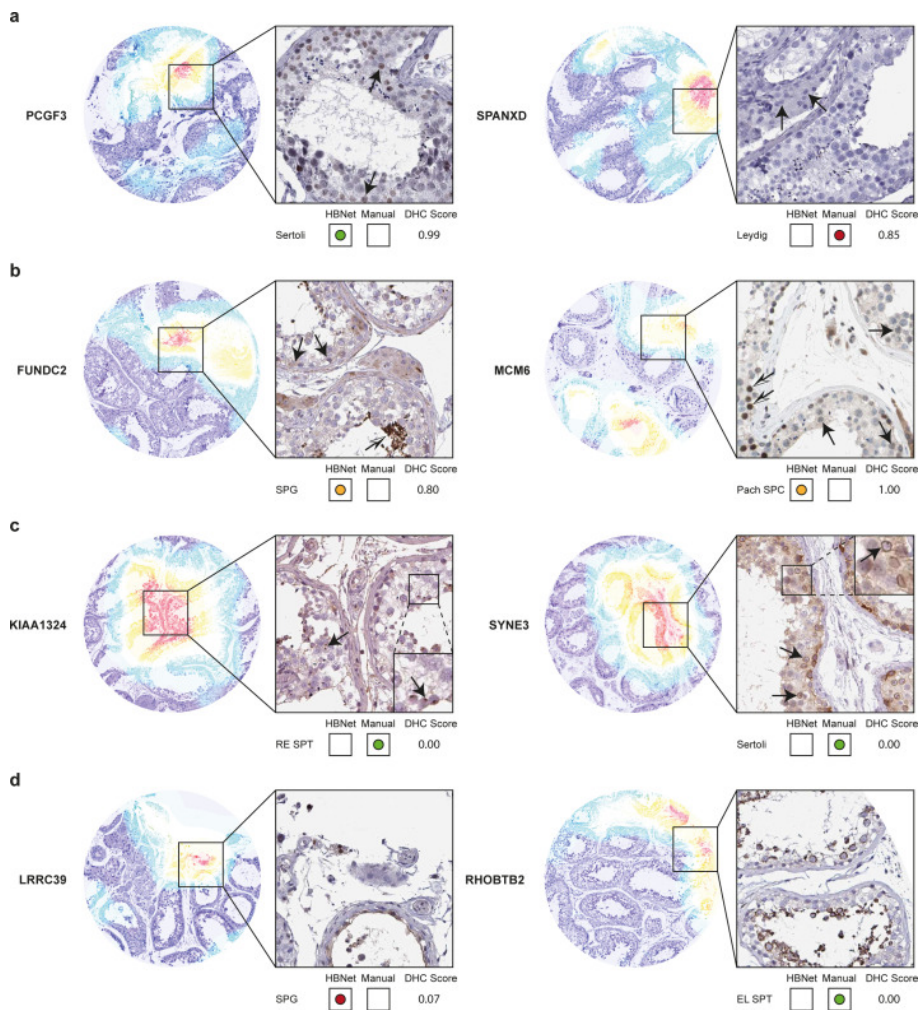 a
PCGF3
HBNet Manual DHC Score
Sertoli 0.99
SPANXD
HBNet Manual DHC Score
Leydig 0.85
b
FUNDC2
HBNet Manual DHC Score
SPG 0.80
MCM6
HBNet Manual DHC Score
Pach SPC 1.00
c
KIAA1324
HBNet Manual DHC Score
RE SPT 0.00
SYNE3
HBNet Manual DHC Score
Sertoli 0.00
d
LRRC39
HBNet Manual DHC Score
SPG 0.07
RHOBTB2
HBNet Manual DHC Score
EL SPT 0.00